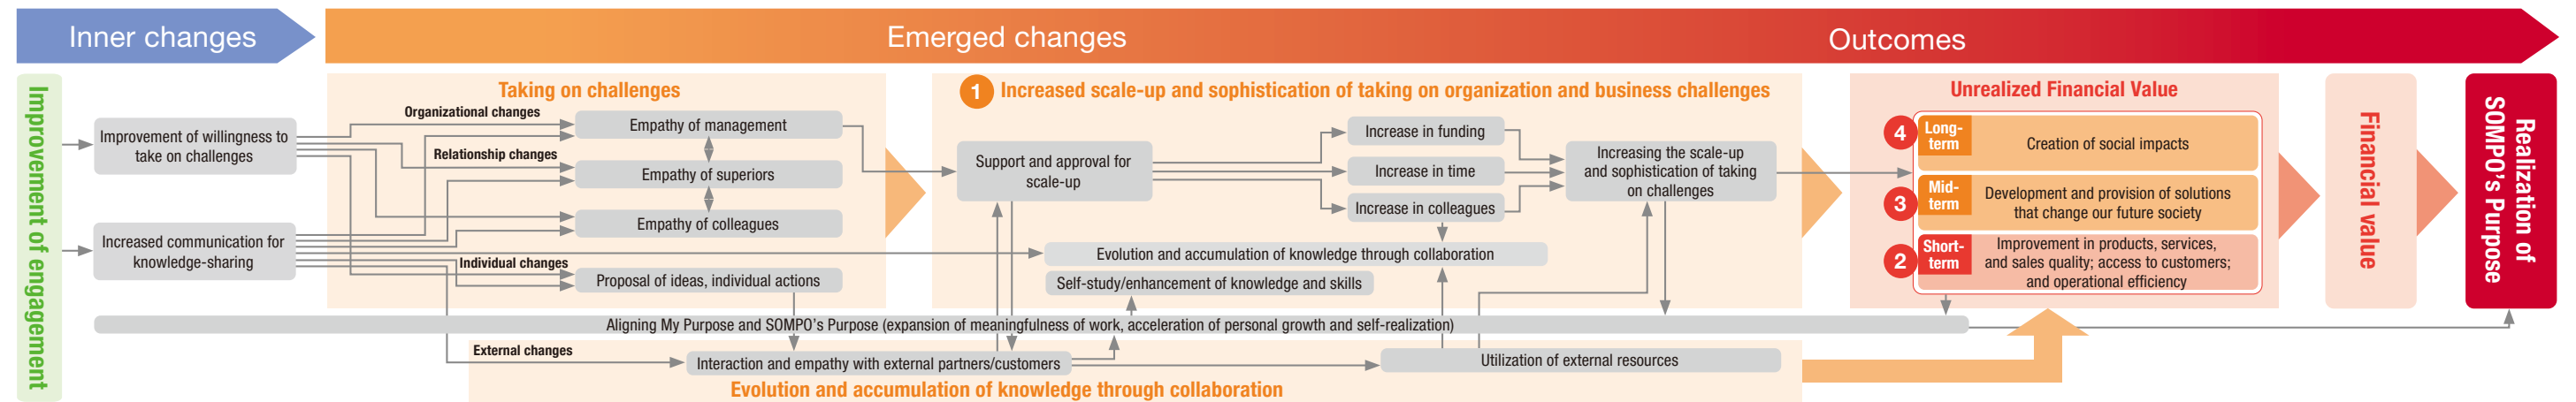 Inner changes
Emerged changes
Outcomes
Improvement of engagement
Improvement of willingness to
take on challenges
Increased communication for
knowledge-sharing
Taking on challenges
Organizational changes
Empathy of management
Relationship changes
Empathy of superiors
Empathy of colleagues
Individual changes
Proposal of ideas, individual actions
1 Increased scale-up and sophistication of taking on organization and business challenges
Support and approval for
scale-up
Increase in funding
Increase in time
Increase in colleagues
Increasing the scale-up
and sophistication of taking
on challenges
Evolution and accumulation of knowledge through collaboration
Self-study/enhancement of knowledge and skills
Aligning My Purpose and SOMPO's Purpose (expansion of meaningfulness of work, acceleration of personal growth and self-realization)
External changes
Interaction and empathy with external partners/customers
Utilization of external resources
Evolution and accumulation of knowledge through collaboration
Unrealized Financial Value
4 Long-
term
Creation of social impacts
3 Mid-
term
Development and provision of solutions
that change our future society
2 Short-
term
Improvement in products, services,
and sales quality; access to customers;
and operational efficiency
Financial value
Realization of
SOMPO's Purpose